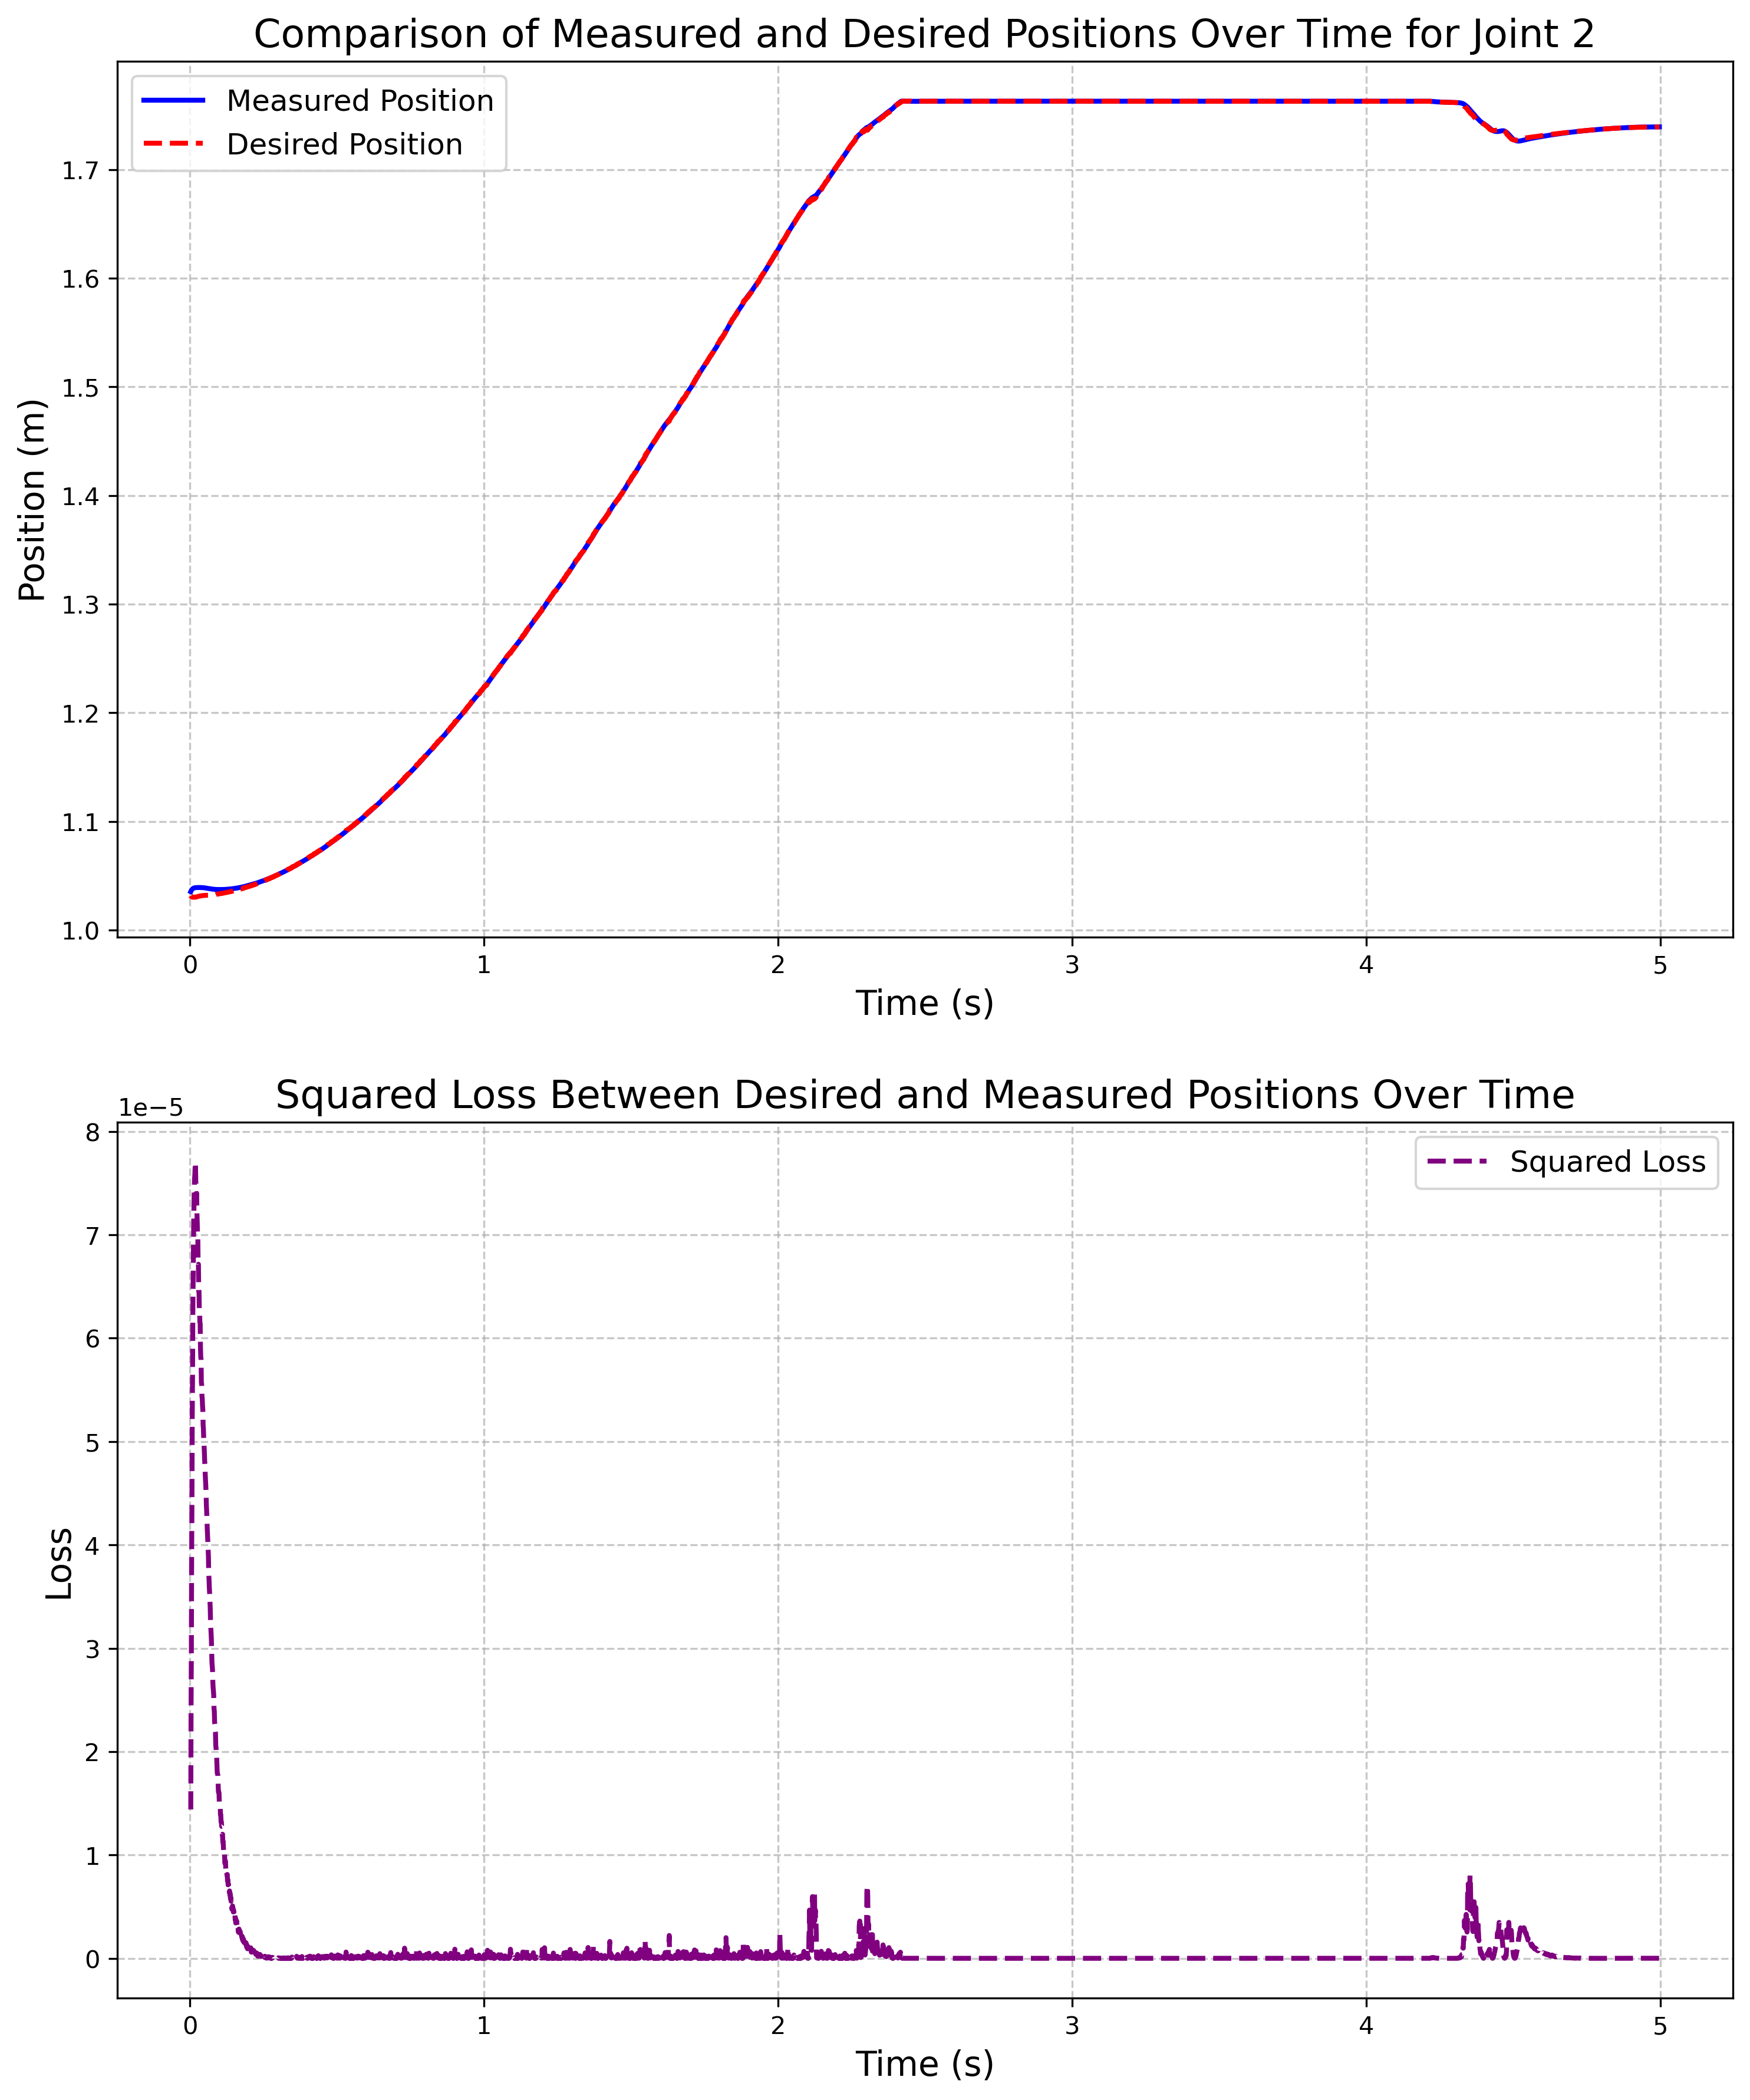 Comparison of Measured and Desired Positions Over Time for Joint 2
Measured Position
Desired Position
1.7
1.6
1.5
1.4
1.3
1.2
1.1
1.0
Position (m)
0 1 2 3 4 5
Time (s)
Squared Loss Between Desired and Measured Positions Over Time
1e−5
Squared Loss
8
7
6
5
4
3
2
1
0
Loss
0 1 2 3 4 5
Time (s)